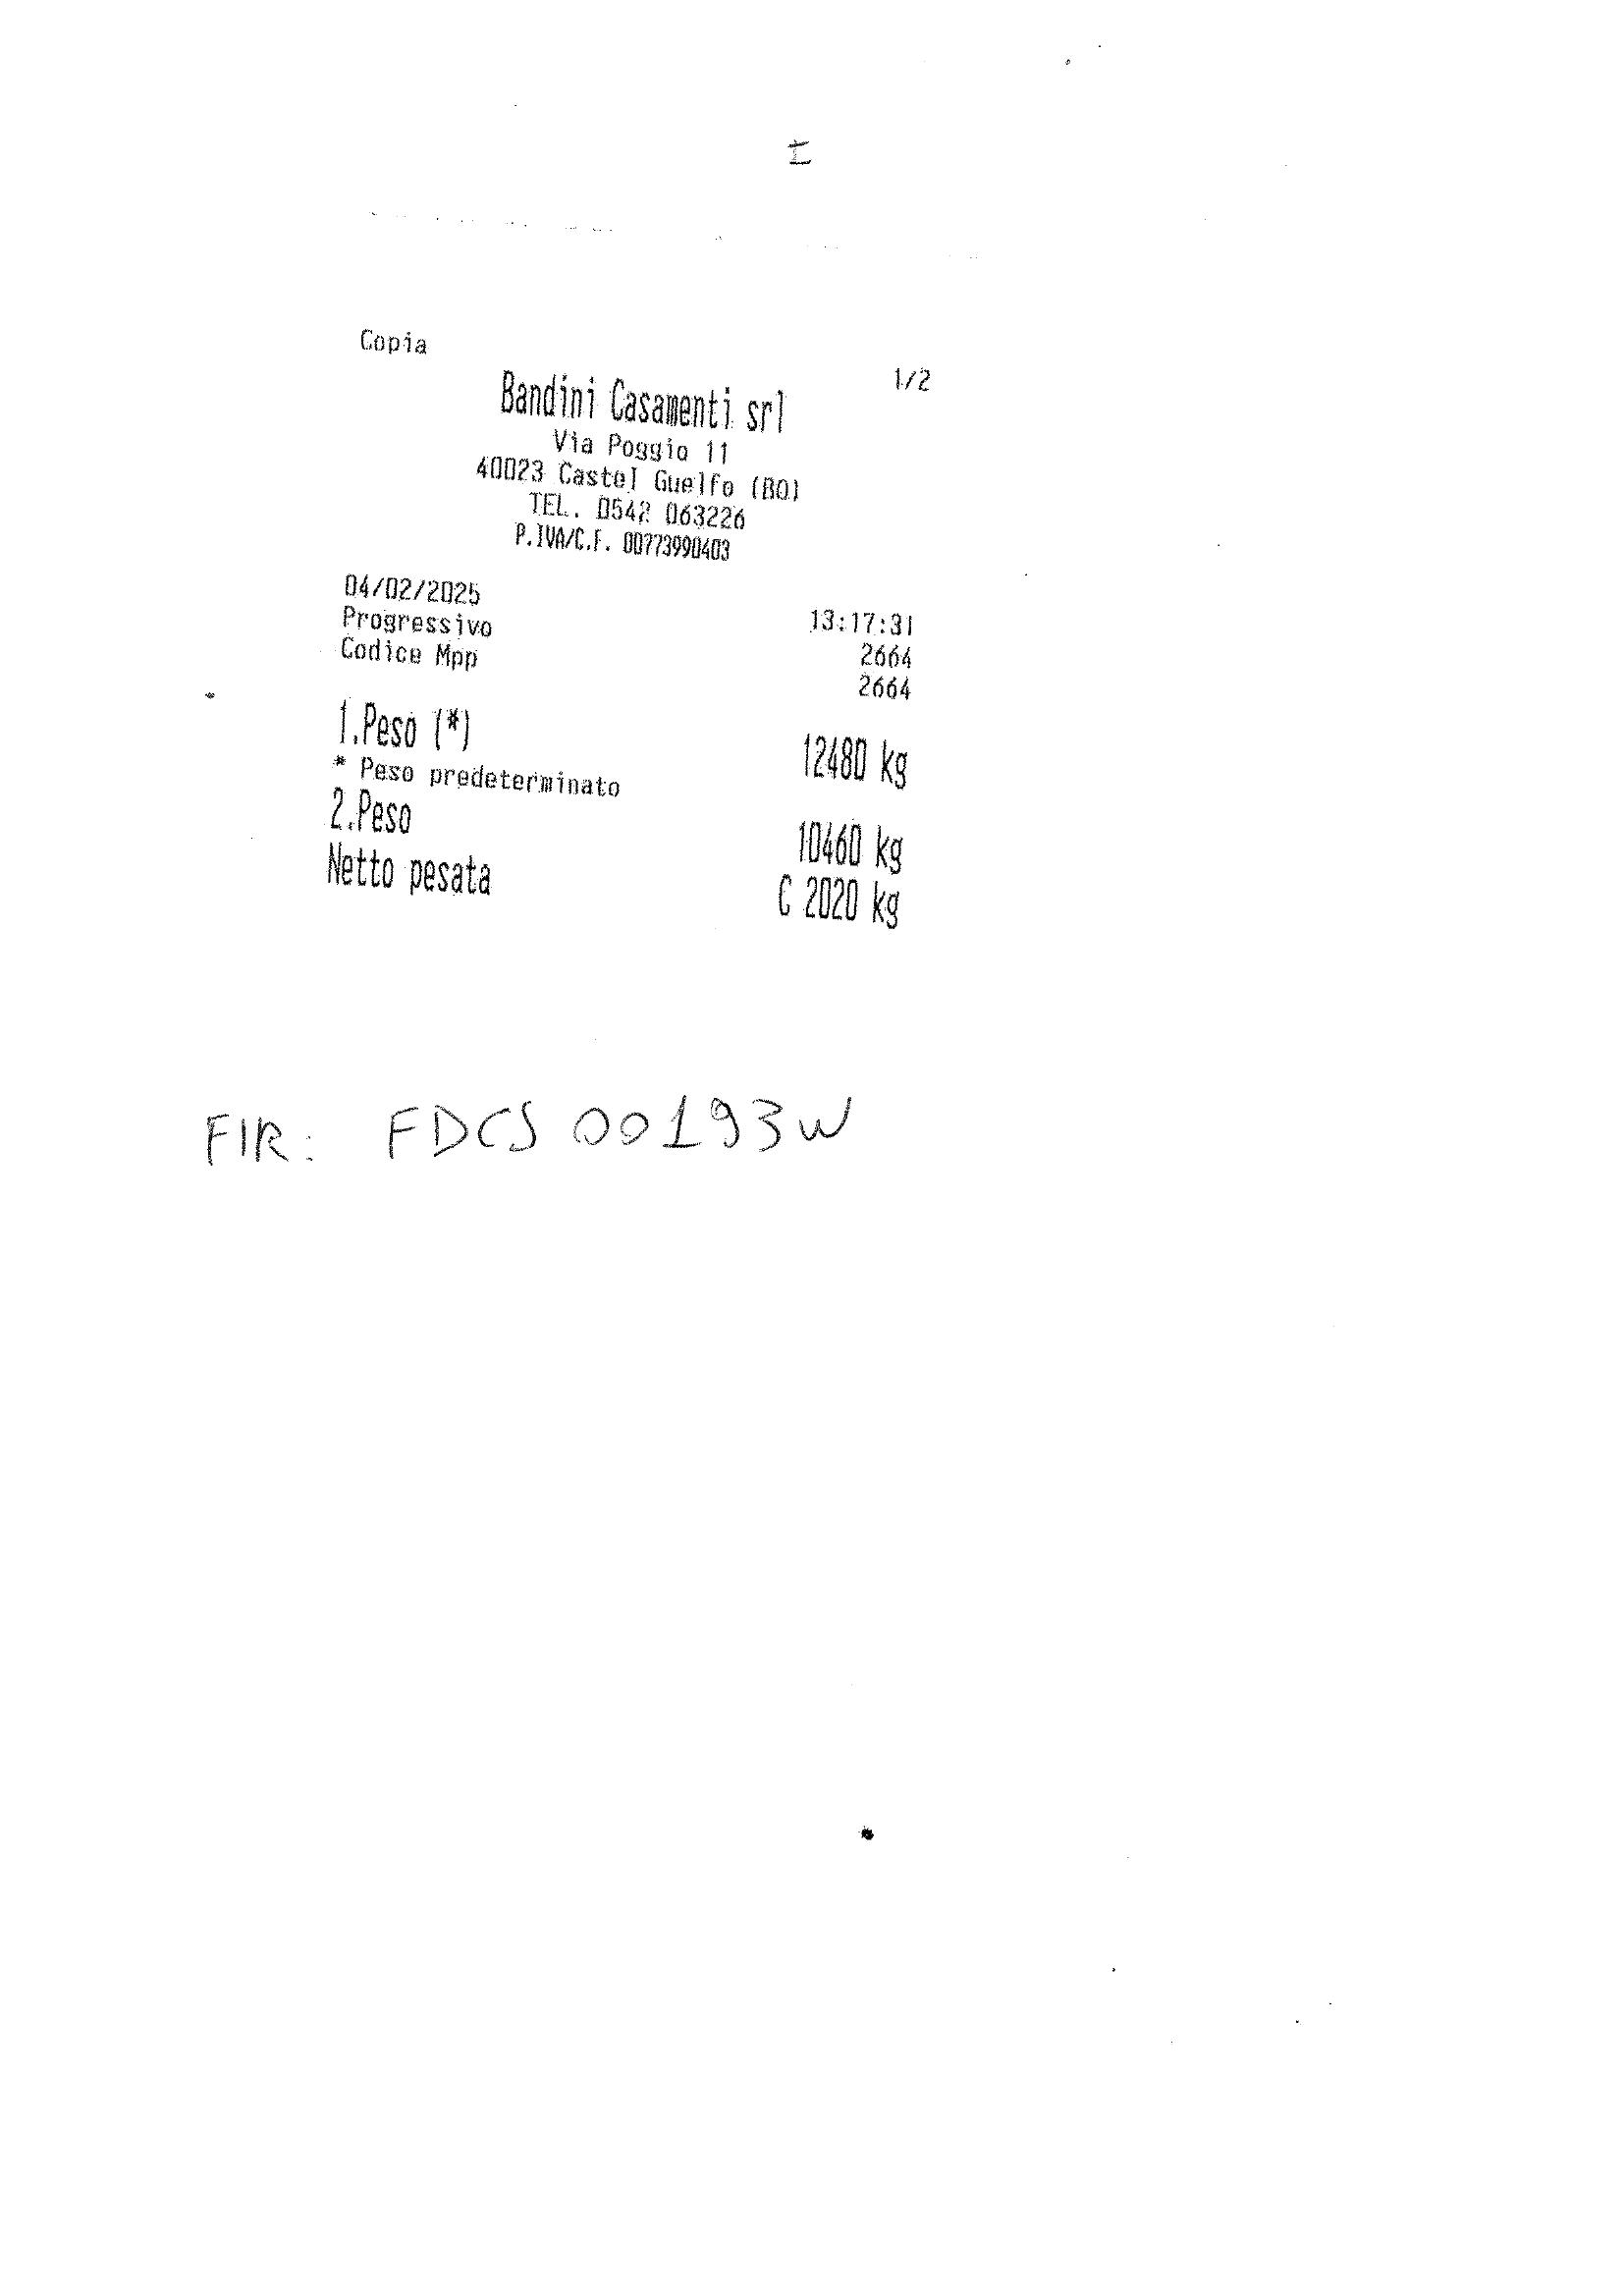 I
Copia
1/2
Bandini Casamenti srl
Via Poggio 11
40023 Castel Guelfo (BO)
TEL. 0542 063226
P.IVA/C.F. 00773990403
04/02/2025 13:17:31
Progressivo 2664
Codice Mpp 2664
1.Peso (*) 12480 kg
* Peso predeterminato
2.Peso 10460 kg
Netto pesata C 2020 kg
FIR: FDCS 00193W